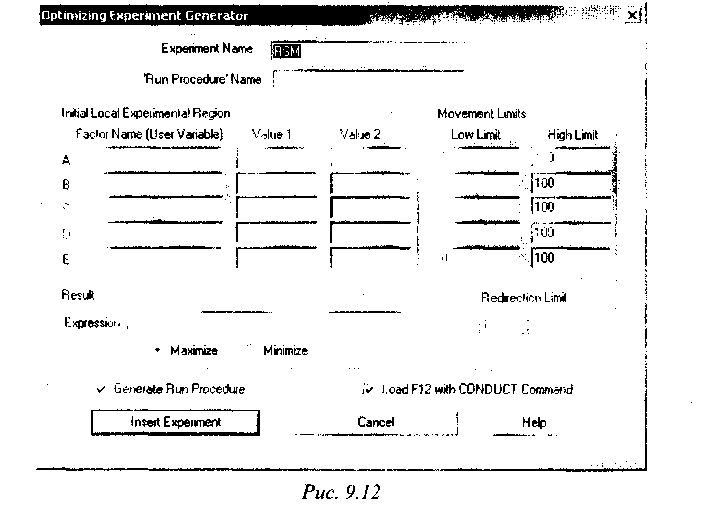 Optimizing Experiment Generator
Experiment Name RSM
'Run Procedure' Name
Initial Local Experimental Region Movement Limits
Factor Name (User Variable) Value 1 Value 2 Low Limit High Limit
A
B 100
C 100
D 100
E 100
Result Redirection Limit
Expression
Maximize Minimize
Generate Run Procedure Load F12 with CONDUCT Command
Insert Experiment Cancel Help
Рис. 9.12